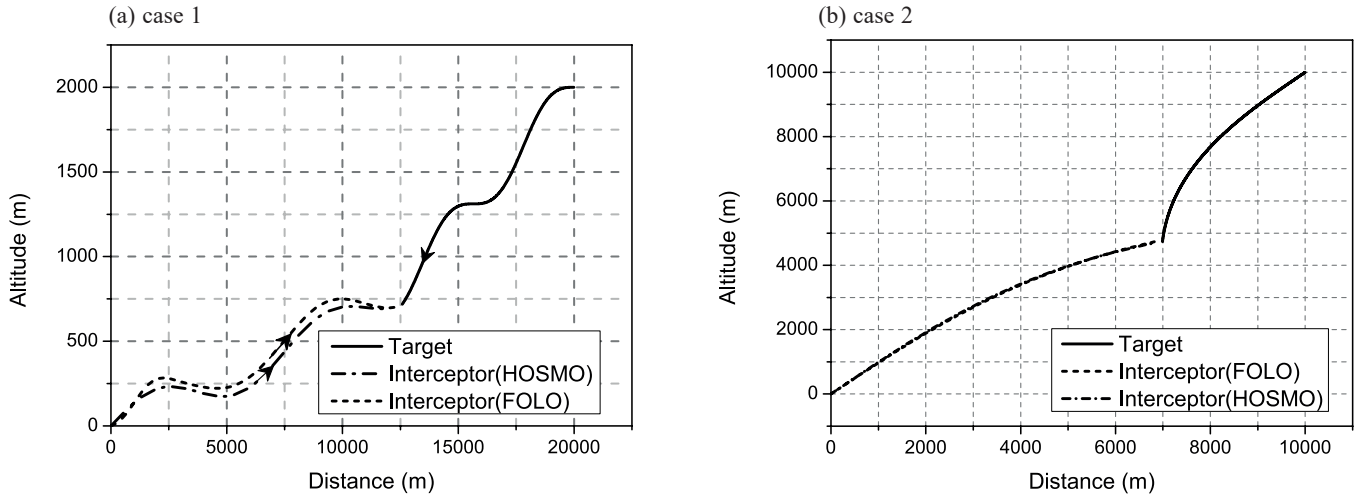 (a) case 1
2000
1500
1000
500
0
Altitude (m)
0
5000
10000
15000
20000
Distance (m)
Target
Interceptor(HOSMO)
Interceptor(FOLO)
(b) case 2
10000
8000
6000
4000
2000
0
Altitude (m)
0
2000
4000
6000
8000
10000
Distance (m)
Target
Interceptor(FOLO)
Interceptor(HOSMO)